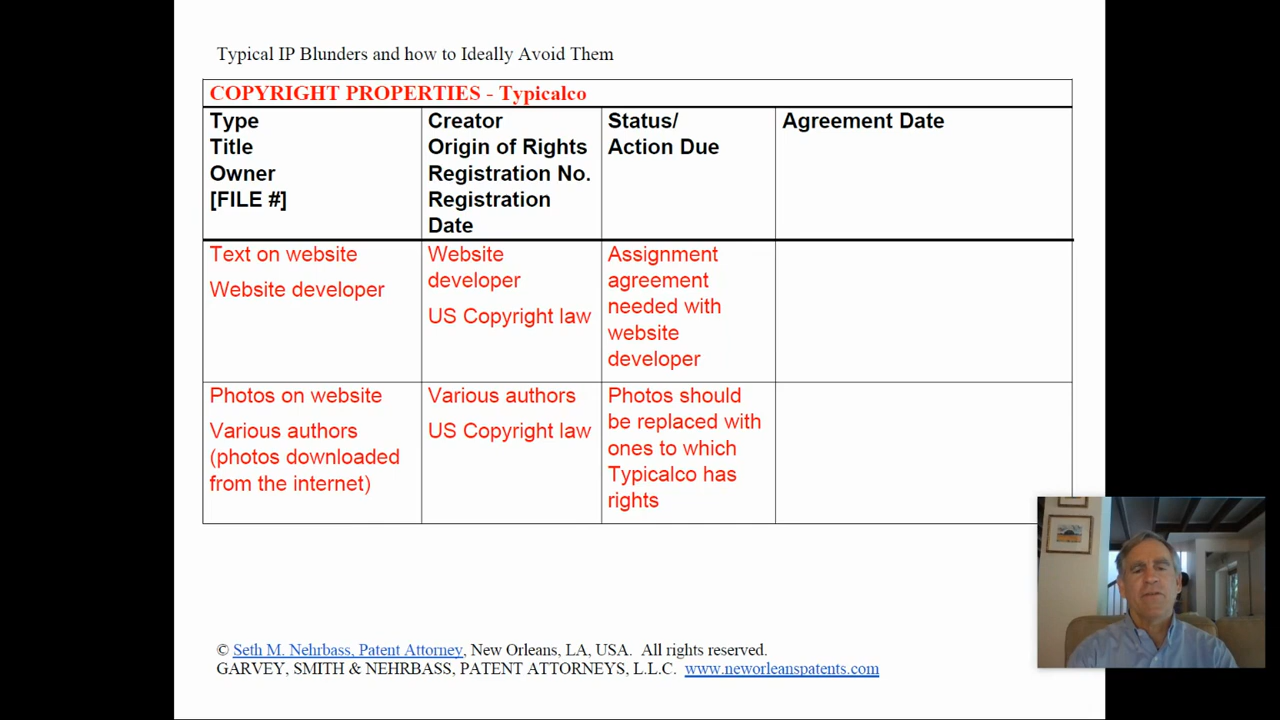 Typical IP Blunders and how to Ideally Avoid Them
COPYRIGHT PROPERTIES - Typicalco
Type
Title
Owner
[FILE #]
Creator
Origin of Rights
Registration No.
Registration
Date
Status/
Action Due
Agreement Date
Text on website
Website developer
Website
developer
US Copyright law
Assignment
agreement
needed with
website
developer
Photos on website
Various authors
(photos downloaded
from the internet)
Various authors
US Copyright law
Photos should
be replaced with
ones to which
Typicalco has
rights
© Seth M. Nehrbass, Patent Attorney, New Orleans, LA, USA. All rights reserved.
GARVEY, SMITH & NEHRBASS, PATENT ATTORNEYS, L.L.C. www.neworleanspatents.com